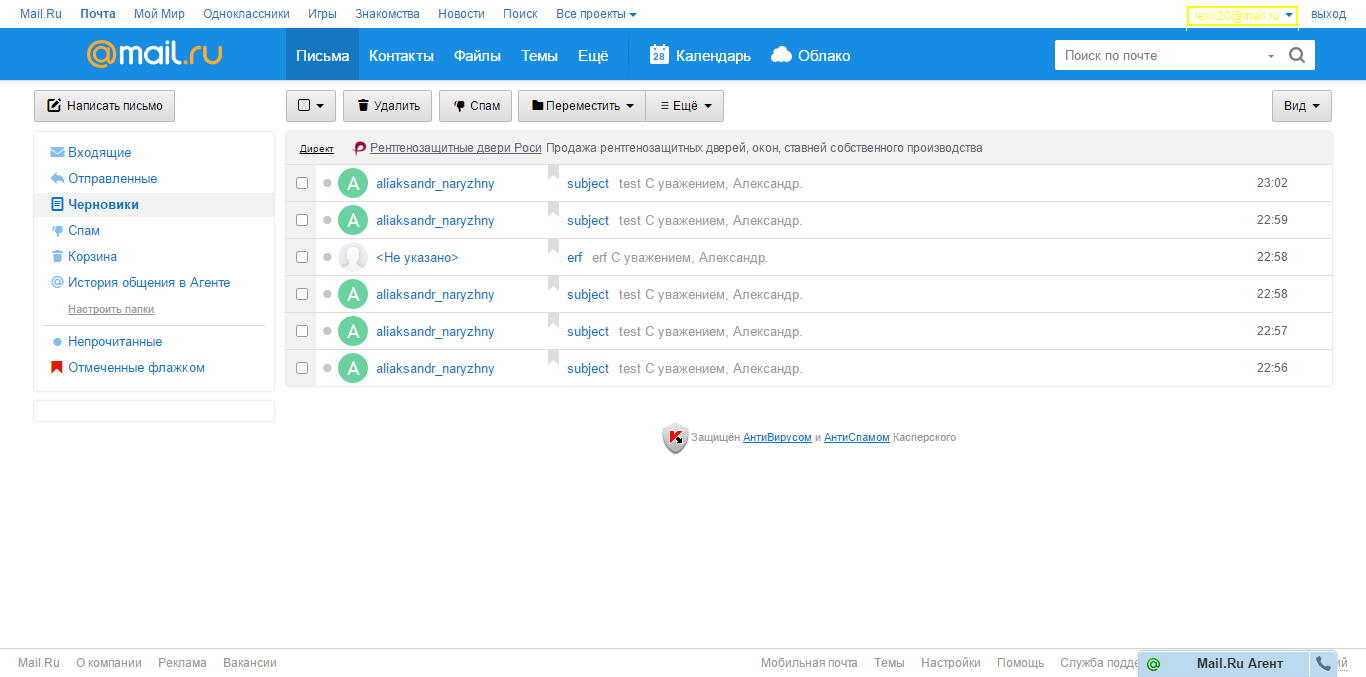 Mail.Ru Почта Мой Мир Одноклассники Игры Знакомства Новости Поиск Все проекты lexx20@mail.ru выход
@mail.ru Письма Контакты Файлы Темы Ещё 28 Календарь Облако Поиск по почте
Написать письмо Удалить Спам Переместить Ещё Вид
Директ Рентгенозащитные двери Роси Продажа рентгенозащитных дверей, окон, ставней собственного производства
Входящие
Отправленные
Черновики
Спам
Корзина
История общения в Агенте
Настроить папки
Непрочитанные
Отмеченные флажком
A aliaksandr_naryzhny subject test С уважением, Александр. 23:02
A aliaksandr_naryzhny subject test С уважением, Александр. 22:59
<Не указано> erf erf С уважением, Александр. 22:58
A aliaksandr_naryzhny subject test С уважением, Александр. 22:58
A aliaksandr_naryzhny subject test С уважением, Александр. 22:57
A aliaksandr_naryzhny subject test С уважением, Александр. 22:56
Защищён АнтиВирусом и АнтиСпамом Касперского
Mail.Ru О компании Реклама Вакансии Мобильная почта Темы Настройки Помощь Служба подде
@ Mail.Ru Агент ий